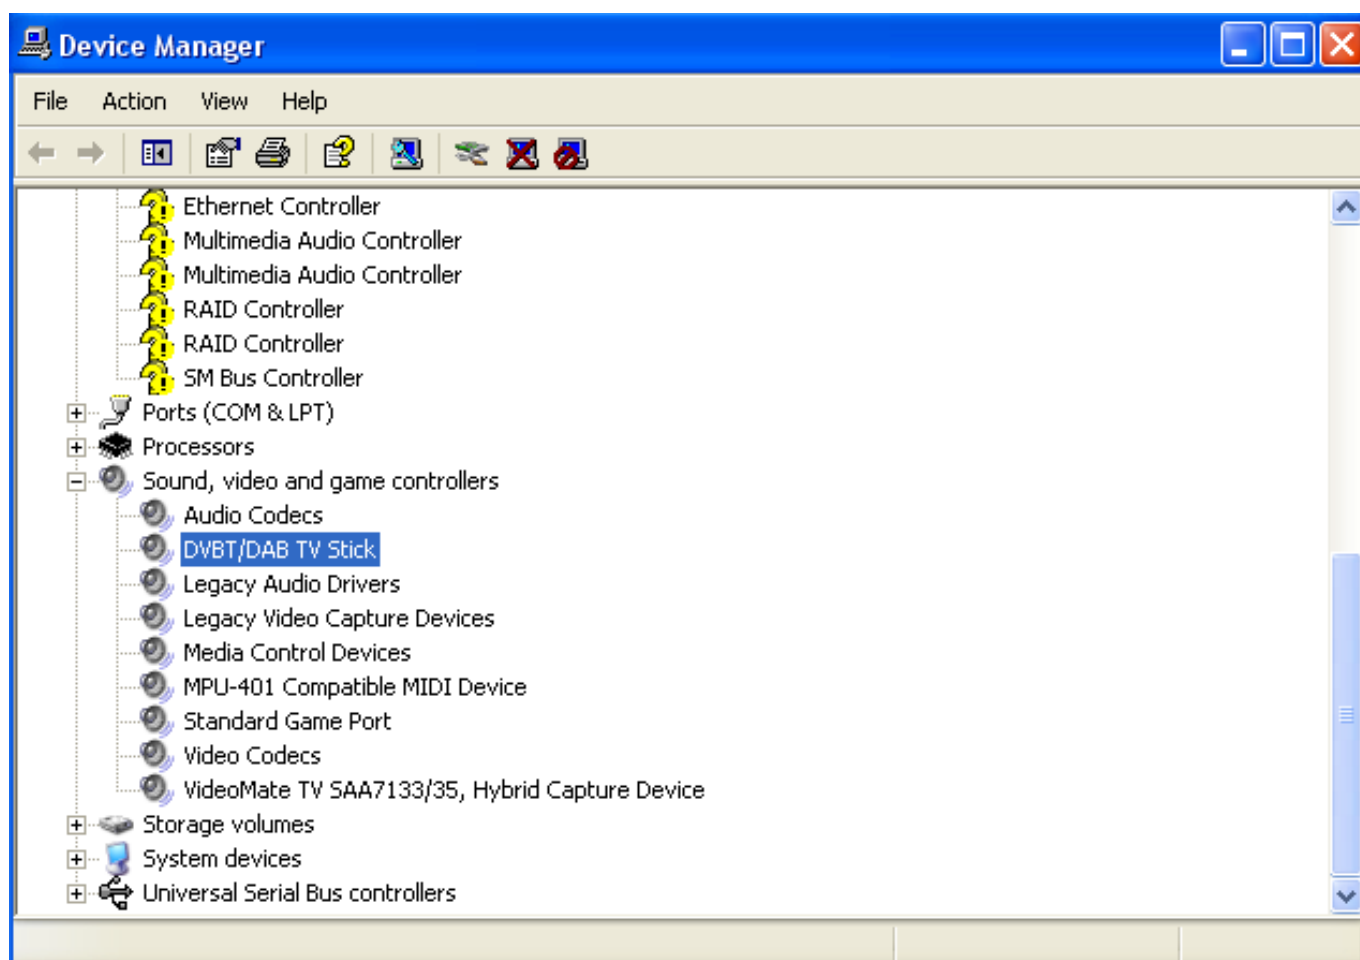 Device Manager
File Action View Help
Ethernet Controller
Multimedia Audio Controller
Multimedia Audio Controller
RAID Controller
RAID Controller
SM Bus Controller
Ports (COM & LPT)
Processors
Sound, video and game controllers
Audio Codecs
DVBT/DAB TV Stick
Legacy Audio Drivers
Legacy Video Capture Devices
Media Control Devices
MPU-401 Compatible MIDI Device
Standard Game Port
Video Codecs
VideoMate TV SAA7133/35, Hybrid Capture Device
Storage volumes
System devices
Universal Serial Bus controllers